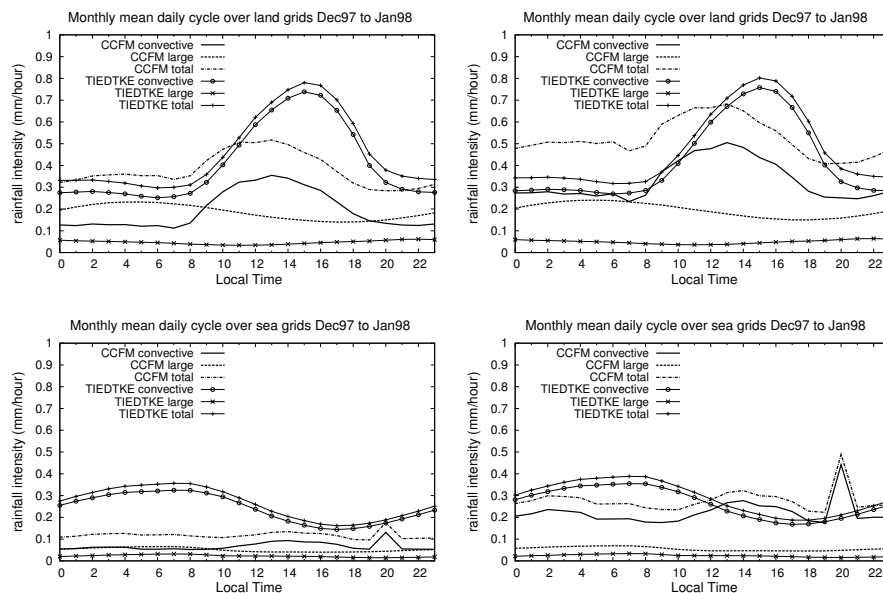 Monthly mean daily cycle over land grids Dec97 to Jan98
rainfall intensity (mm/hour)
1
0.9
0.8
0.7
0.6
0.5
0.4
0.3
0.2
0.1
0
CCFM convective
CCFM large
CCFM total
TIEDTKE convective
TIEDTKE large
TIEDTKE total
0 2 4 6 8 10 12 14 16 18 20 22
Local Time
Monthly mean daily cycle over land grids Dec97 to Jan98
rainfall intensity (mm/hour)
1
0.9
0.8
0.7
0.6
0.5
0.4
0.3
0.2
0.1
0
CCFM convective
CCFM large
CCFM total
TIEDTKE convective
TIEDTKE large
TIEDTKE total
0 2 4 6 8 10 12 14 16 18 20 22
Local Time
Monthly mean daily cycle over sea grids Dec97 to Jan98
rainfall intensity (mm/hour)
1
0.9
0.8
0.7
0.6
0.5
0.4
0.3
0.2
0.1
0
CCFM convective
CCFM large
CCFM total
TIEDTKE convective
TIEDTKE large
TIEDTKE total
0 2 4 6 8 10 12 14 16 18 20 22
Local Time
Monthly mean daily cycle over sea grids Dec97 to Jan98
rainfall intensity (mm/hour)
1
0.9
0.8
0.7
0.6
0.5
0.4
0.3
0.2
0.1
0
CCFM convective
CCFM large
CCFM total
TIEDTKE convective
TIEDTKE large
TIEDTKE total
0 2 4 6 8 10 12 14 16 18 20 22
Local Time